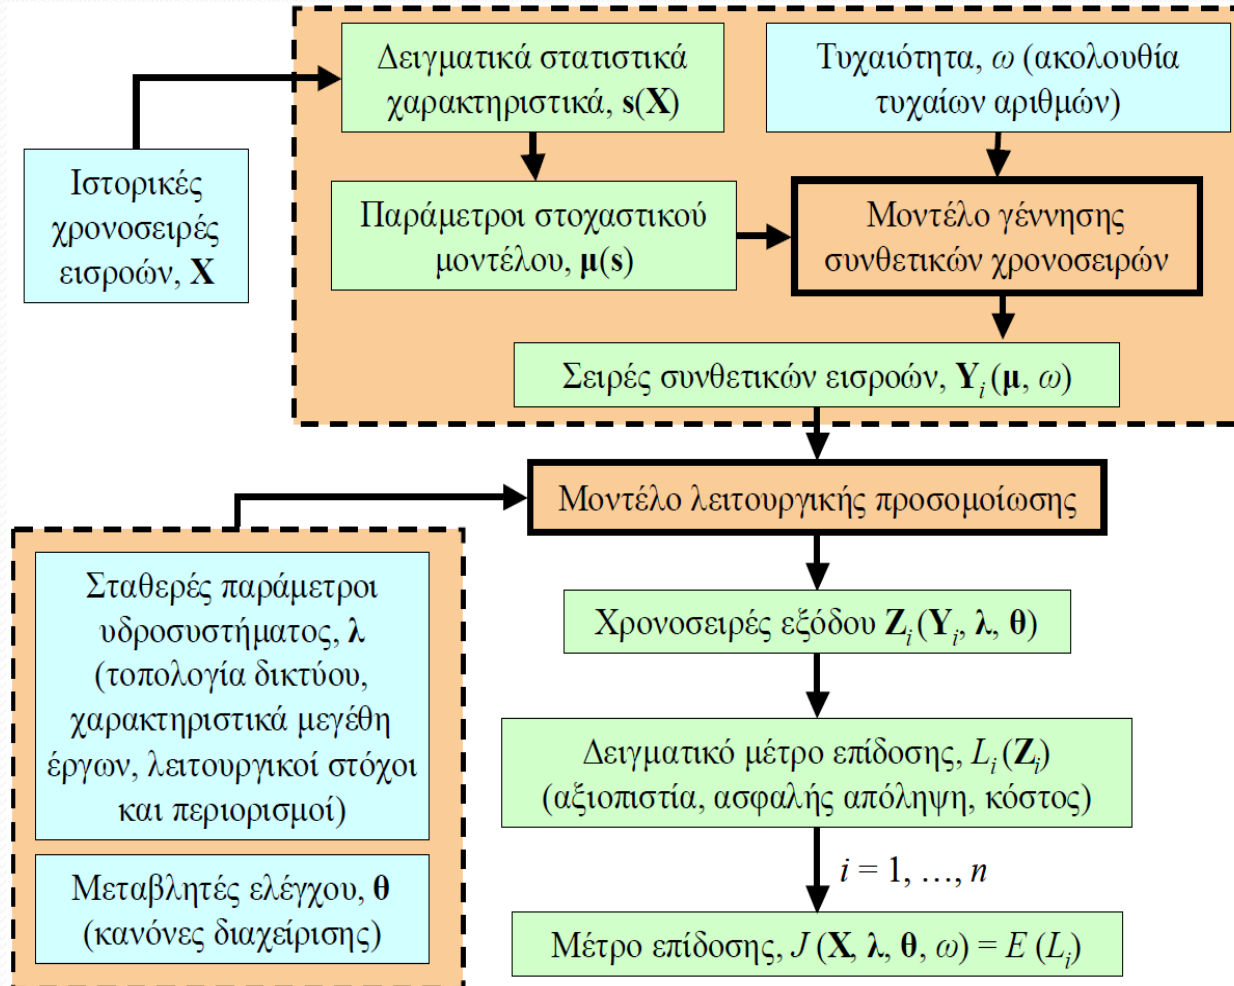 Δειγματικά στατιστικά
χαρακτηριστικά, s(X)
Τυχαιότητα, ω (ακολουθία
τυχαίων αριθμών)
Ιστορικές
χρονοσειρές
εισροών, X
Παράμετροι στοχαστικού
μοντέλου, μ(s)
Μοντέλο γέννησης
συνθετικών χρονοσειρών
Σειρές συνθετικών εισροών, Yi (μ, ω)
Μοντέλο λειτουργικής προσομοίωσης
Σταθερές παράμετροι
υδροσυστήματος, λ
(τοπολογία δικτύου,
χαρακτηριστικά μεγέθη
έργων, λειτουργικοί στόχοι
και περιορισμοί)
Μεταβλητές ελέγχου, θ
(κανόνες διαχείρισης)
Χρονοσειρές εξόδου Zi (Yi, λ, θ)
Δειγματικό μέτρο επίδοσης, Li (Zi)
(αξιοπιστία, ασφαλής απόληψη, κόστος)
i = 1, …, n
Μέτρο επίδοσης, J (X, λ, θ, ω) = E (Li)